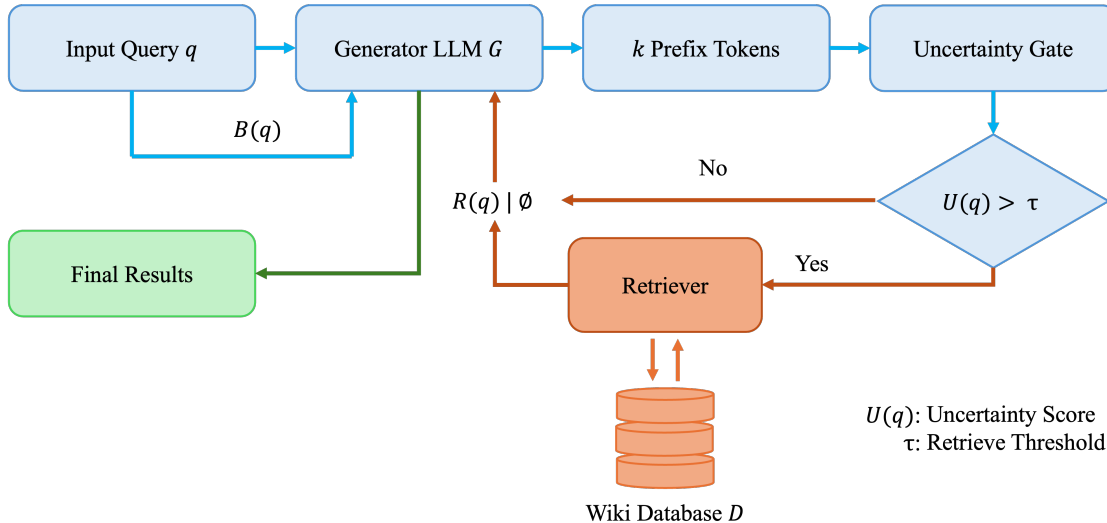 Input Query q
Generator LLM G
k Prefix Tokens
Uncertainty Gate
B(q)
No
R(q) | ∅
U(q) > τ
Final Results
Retriever
Yes
U(q): Uncertainty Score
τ: Retrieve Threshold
Wiki Database D